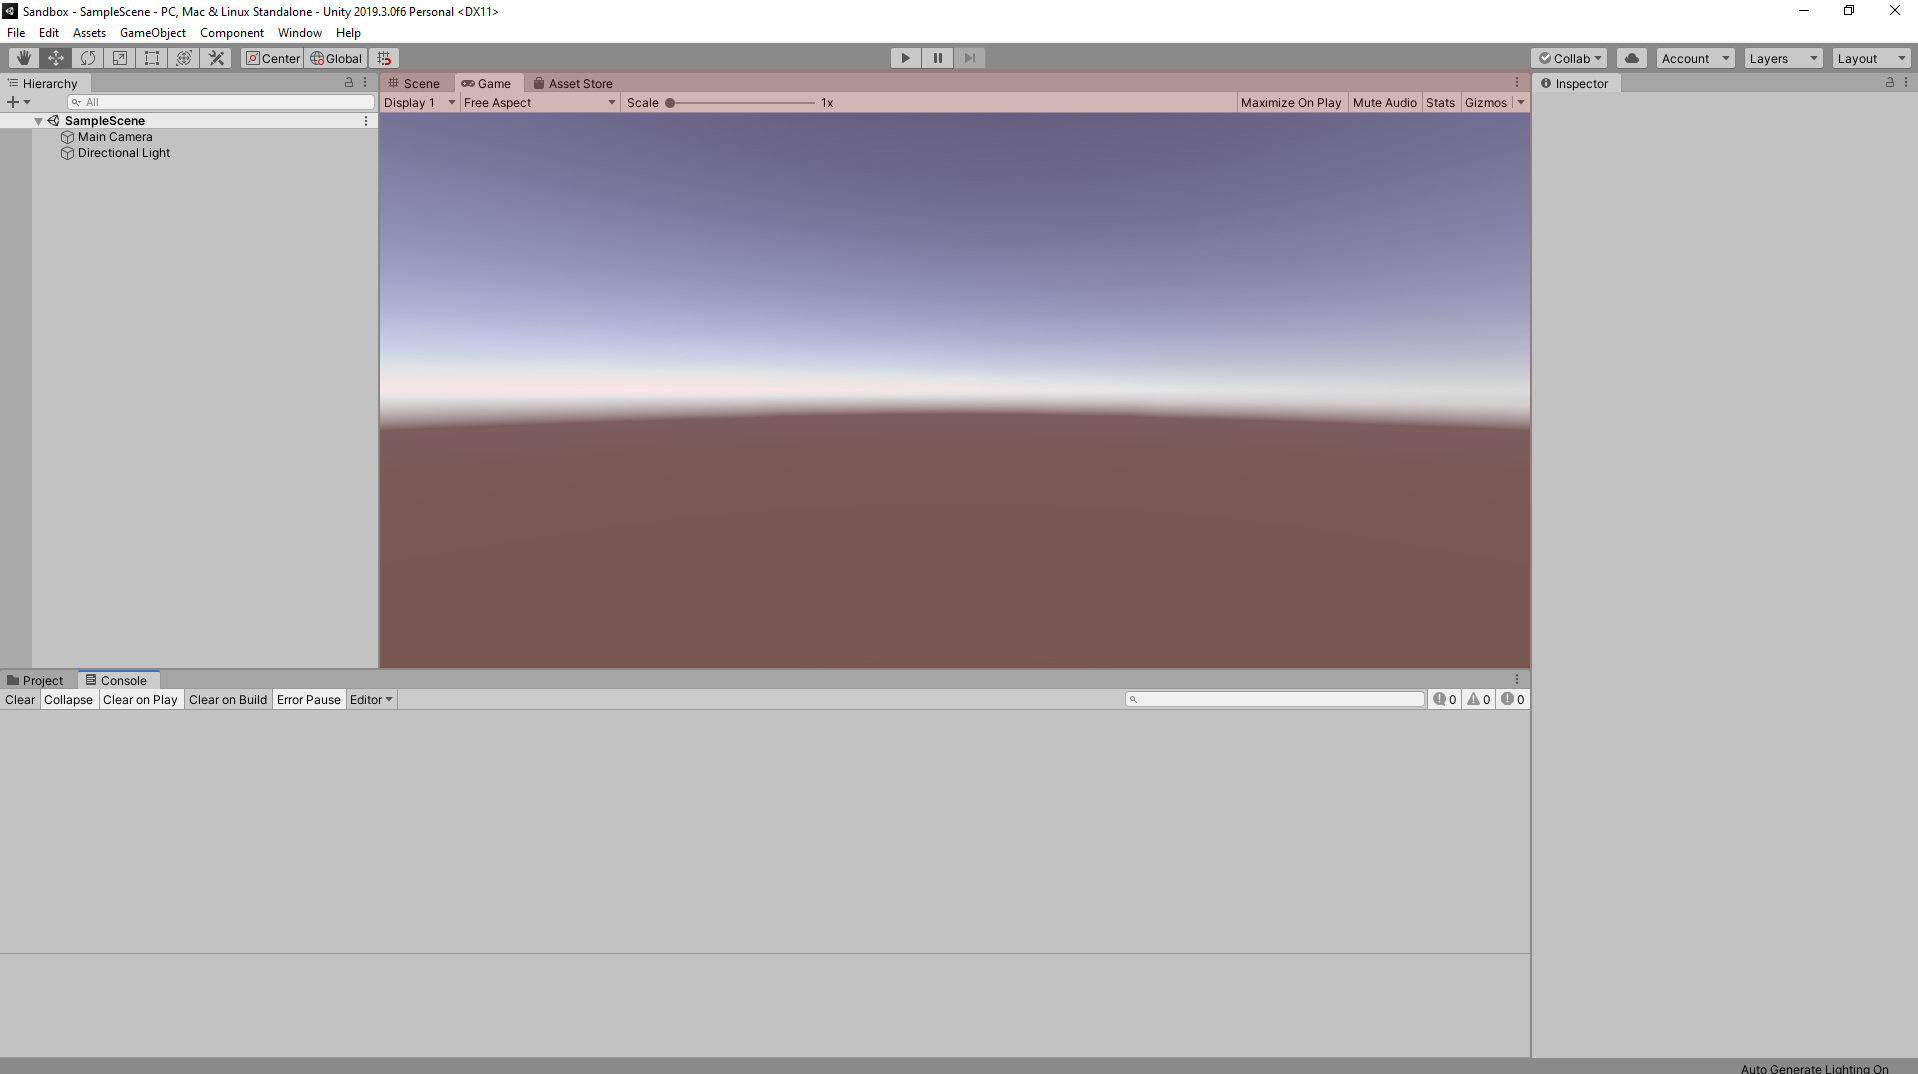 Sandbox - SampleScene - PC, Mac & Linux Standalone - Unity 2019.3.0f6 Personal <DX11>
File Edit Assets GameObject Component Window Help
Center Global Collab Account Layers Layout
Hierarchy Scene Game Asset Store Inspector
All Display 1 Free Aspect Scale 1x Maximize On Play Mute Audio Stats Gizmos
SampleScene
Main Camera
Directional Light
Project Console
Clear Collapse Clear on Play Clear on Build Error Pause Editor 0 0 0
Auto Generate Lighting On